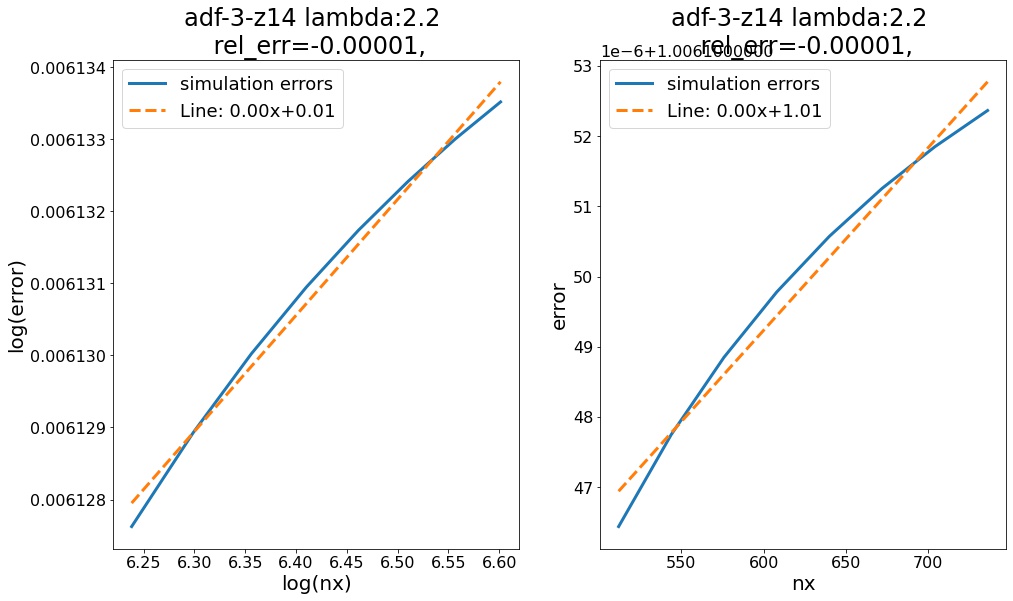 adf-3-z14 lambda:2.2
rel_err=-0.00001,
simulation errors
Line: 0.00x+0.01
0.006134
0.006133
0.006132
0.006131
0.006130
0.006129
0.006128
log(error)
6.25 6.30 6.35 6.40 6.45 6.50 6.55 6.60
log(nx)
adf-3-z14 lambda:2.2
rel_err=-0.00001,
1e−6+1.0061000000
simulation errors
Line: 0.00x+1.01
53
52
51
50
49
48
47
error
550 600 650 700
nx